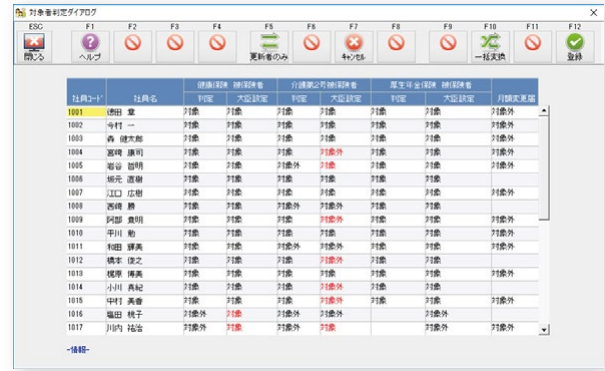 対象者判定ダイアログ
ESC F1 F2 F3 F4 F5 F6 F7 F8 F9 F10 F11 F12
閉じる ヘルプ 更新者のみ キャンセル 一括変換 登録
健康保険 被保険者 介護第2号被保険者 厚生年金保険 被保険者
社員コード 社員名 判定 大臣設定 判定 大臣設定 判定 大臣設定 月額変更届
1001 徳田 章 対象 対象 対象 対象 対象 対象 対象外
1002 今村 一 対象 対象 対象 対象 対象 対象 対象外
1003 森 健太郎 対象 対象 対象 対象 対象 対象 対象外
1004 宮崎 康司 対象 対象 対象 対象外 対象 対象 対象外
1005 岩谷 哲明 対象 対象 対象外 対象 対象 対象 対象外
1006 坂元 直樹 対象 対象 対象 対象 対象 対象
1007 江口 広樹 対象 対象 対象 対象 対象 対象 対象外
1008 西崎 勝 対象 対象 対象外 対象外 対象 対象
1009 阿部 貴明 対象 対象 対象 対象外 対象 対象 対象外
1010 平川 勉 対象 対象 対象 対象 対象 対象 対象外
1011 和田 輝美 対象 対象 対象外 対象外 対象 対象 対象外
1012 橋本 俊之 対象 対象 対象 対象外 対象 対象
1013 梶原 博美 対象 対象 対象 対象 対象 対象 対象外
1014 小川 真紀 対象 対象 対象 対象外 対象 対象
1015 中村 美香 対象 対象 対象 対象外 対象 対象 対象外
1016 塩田 桃子 対象外 対象 対象外 対象 対象外
1017 川内 祐治 対象外 対象 対象外 対象 対象外 対象外
-情報-